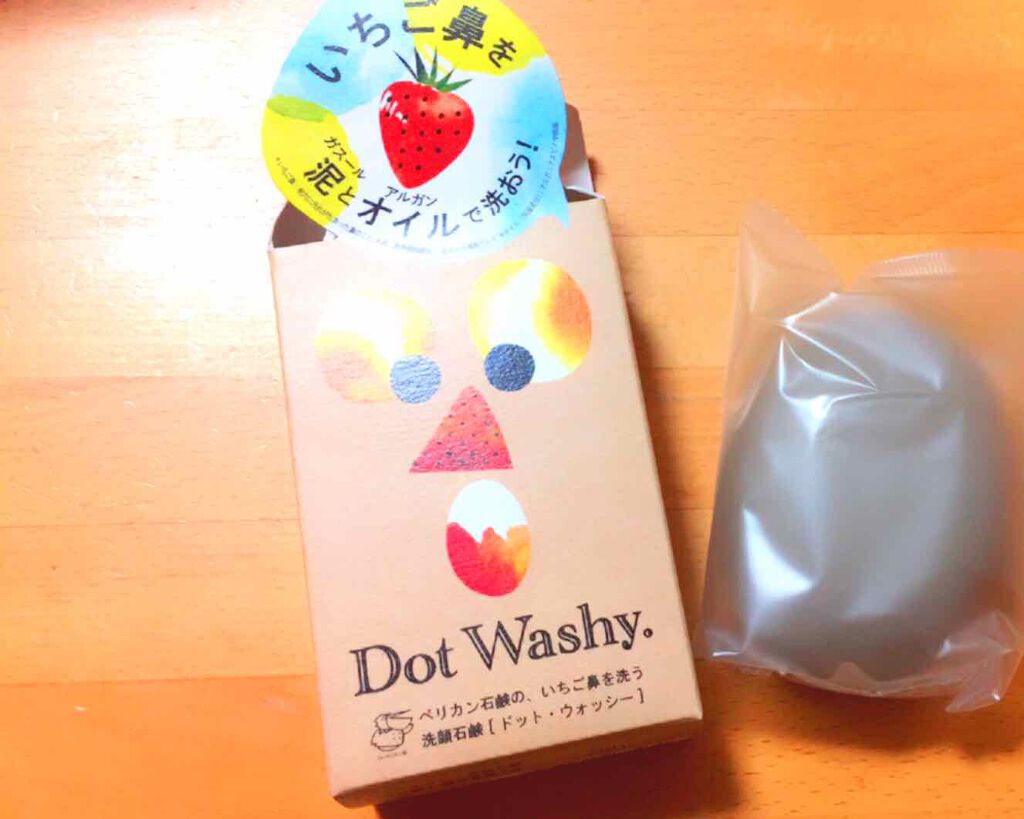 いちご鼻を
ガスール
アルガン
泥とオイルで洗おう!
Dot Washy.
ペリカン石鹸の、いちご鼻を洗う
洗顔石鹸[ドット・ウォッシー]